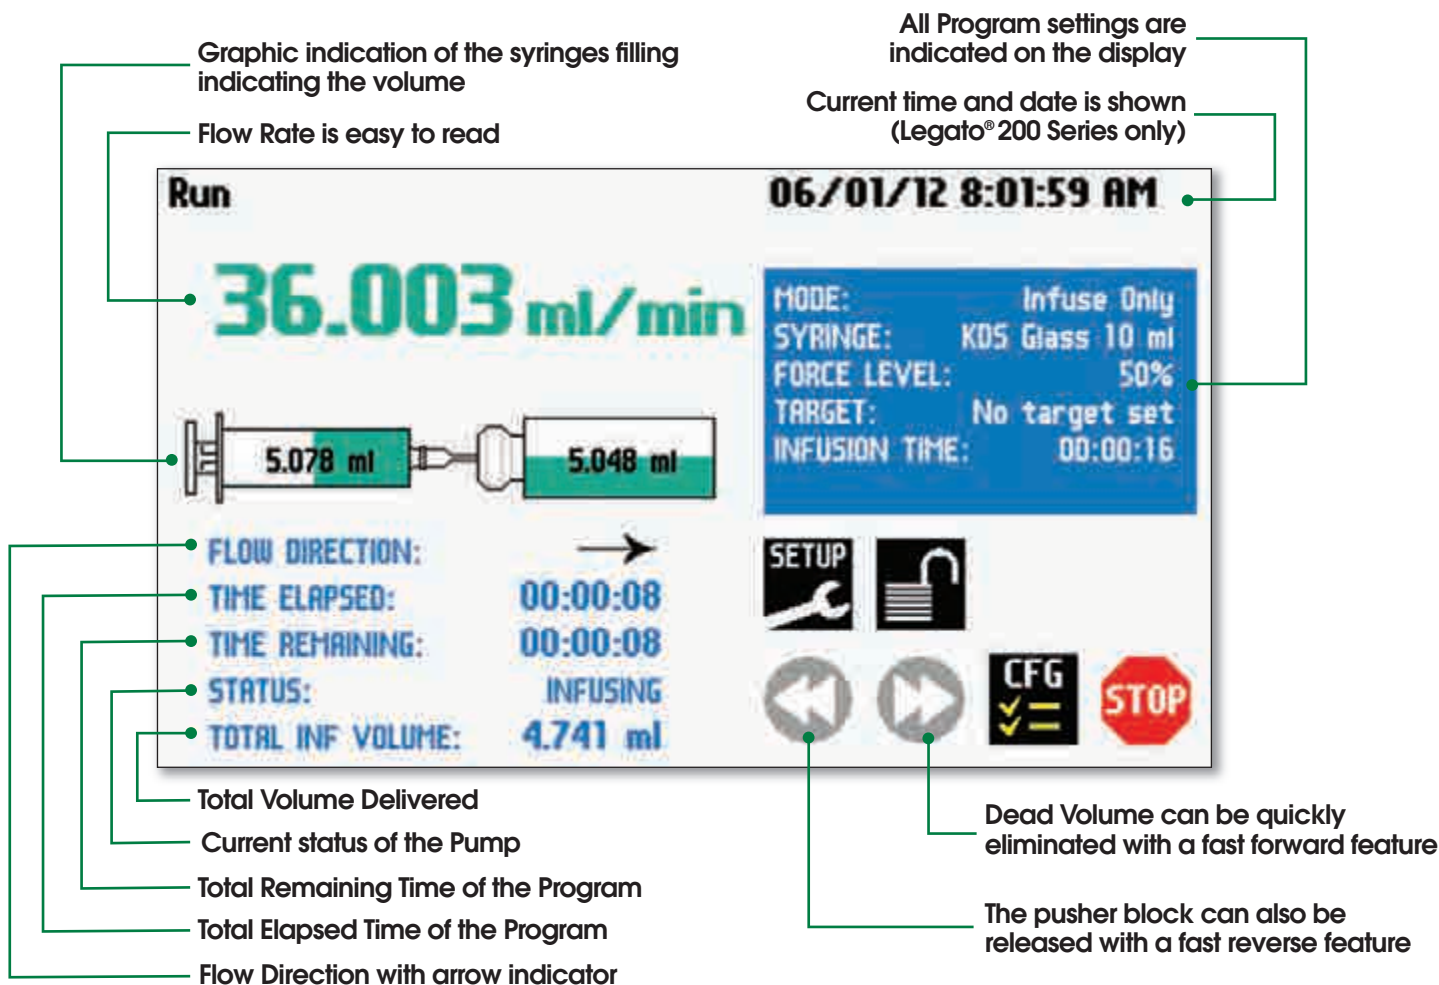 Graphic indication of the syringes filling
indicating the volume
Flow Rate is easy to read
All Program settings are
indicated on the display
Current time and date is shown
(Legato® 200 Series only)
Run
06/01/12 8:01:59 AM
36.003 ml/min
MODE: Infuse Only
SYRINGE: KDS Glass 10 ml
FORCE LEVEL: 50%
TARGET: No target set
INFUSION TIME: 00:00:16
5.078 ml
5.048 ml
FLOW DIRECTION:
TIME ELAPSED: 00:00:08
TIME REMAINING: 00:00:08
STATUS: INFUSING
TOTAL INF VOLUME: 4.741 ml
SETUP
CFG
STOP
Total Volume Delivered
Current status of the Pump
Total Remaining Time of the Program
Total Elapsed Time of the Program
Flow Direction with arrow indicator
Dead Volume can be quickly
eliminated with a fast forward feature
The pusher block can also be
released with a fast reverse feature